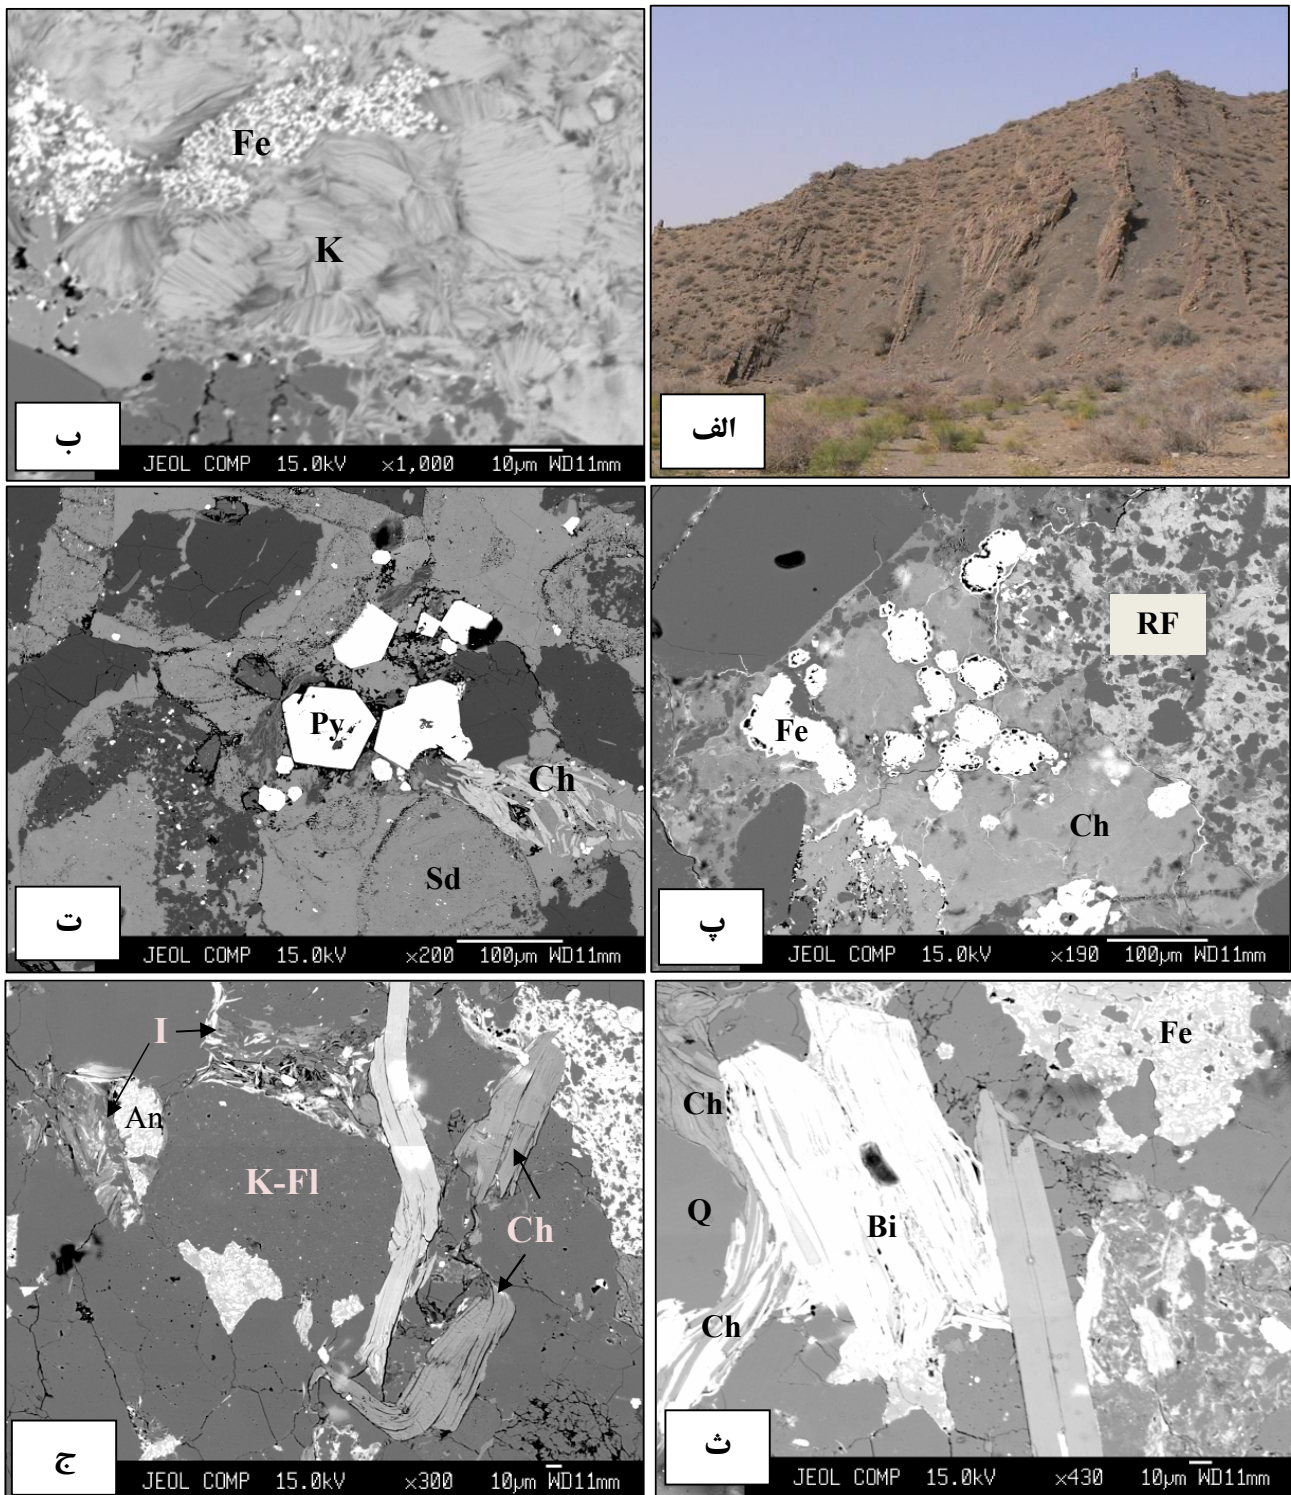 الف
Fe
K
ب
JEOL COMP 15.0kV ×1,000 10µm WD11mm
RF
Fe
Ch
پ
JEOL COMP 15.0kV ×190 100µm WD11mm
Py
Ch
Sd
ت
JEOL COMP 15.0kV ×200 100µm WD11mm
Fe
Ch
Q
Bi
Ch
ث
JEOL COMP 15.0kV ×430 10µm WD11mm
I
An
K-Fl
Ch
ج
JEOL COMP 15.0kV ×300 10µm WD11mm